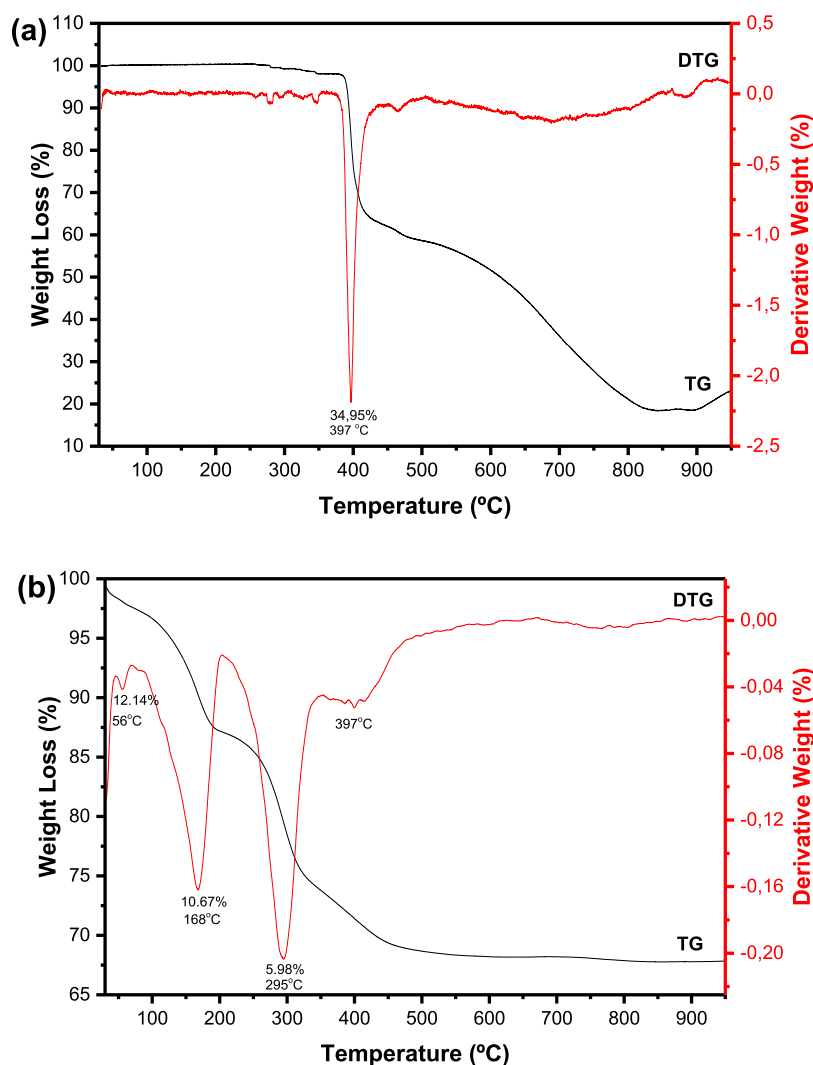 (a)
110
100
90
80
70
60
50
40
30
20
10
Weight Loss (%)
DTG
TG
34,95%
397 °C
0,5
0,0
-0,5
-1,0
-1,5
-2,0
-2,5
Derivative Weight (%)
100 200 300 400 500 600 700 800 900
Temperature (ºC)
(b)
100
95
90
85
80
75
70
65
Weight Loss (%)
DTG
TG
12.14%
56°C
10.67%
168°C
5.98%
295°C
397°C
0,00
-0,04
-0,08
-0,12
-0,16
-0,20
Derivative Weight (%)
100 200 300 400 500 600 700 800 900
Temperature (ºC)